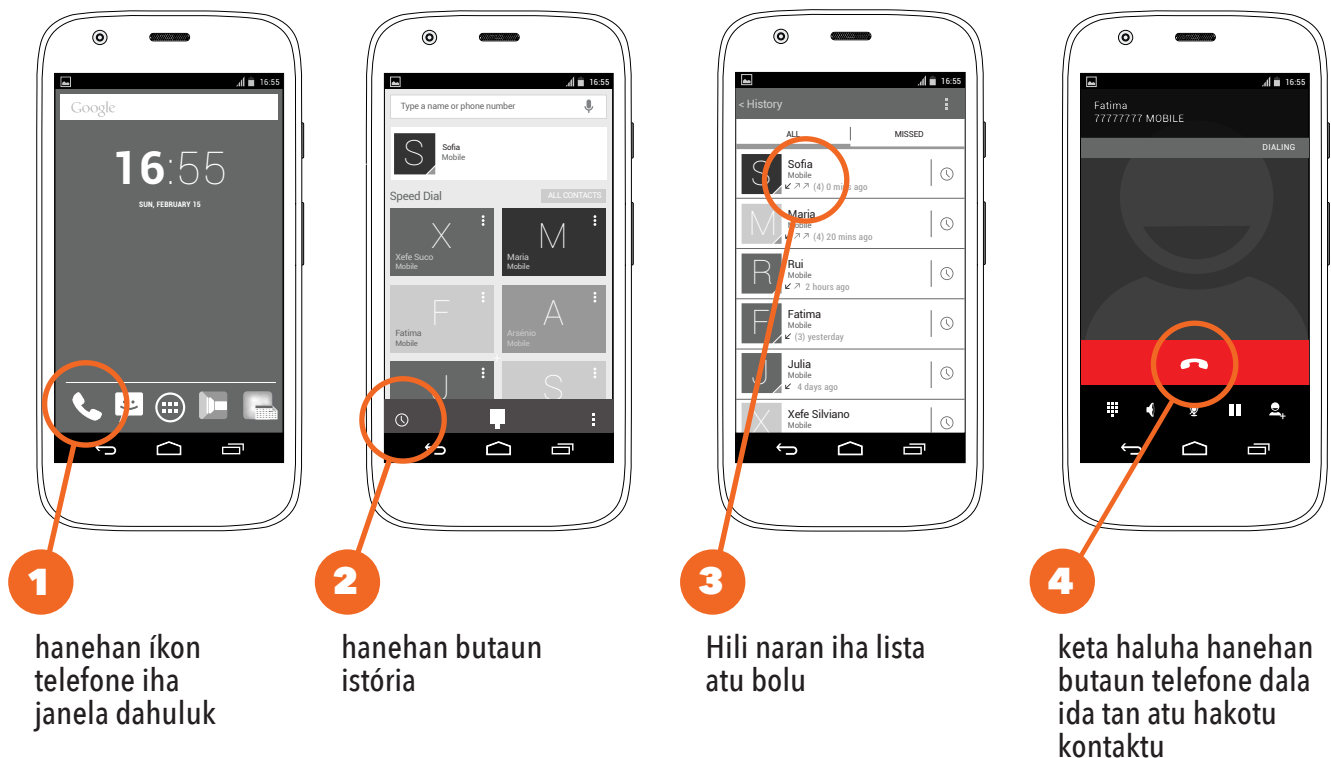 16:55
Google
16:55
SUN, FEBRUARY 15
1
hanehan íkon
telefone iha
janela dahuluk
16:55
Type a name or phone number
S
Sofia
Mobile
Speed Dial
ALL CONTACTS
X
Xefe Suco
Mobile
M
Maria
Mobile
F
Fatima
Mobile
A
Arsénio
Mobile
J
S
2
hanehan butaun
istória
16:55
< History
ALL
MISSED
S
Sofia
Mobile
(4) 0 mins ago
M
Maria
Mobile
(4) 20 mins ago
R
Rui
Mobile
2 hours ago
F
Fatima
Mobile
(3) yesterday
J
Julia
Mobile
4 days ago
X
Xefe Silviano
Mobile
3
Hili naran iha lista
atu bolu
16:55
Fatima
77777777 MOBILE
DIALING
4
keta haluha hanehan
butaun telefone dala
ida tan atu hakotu
kontaktu